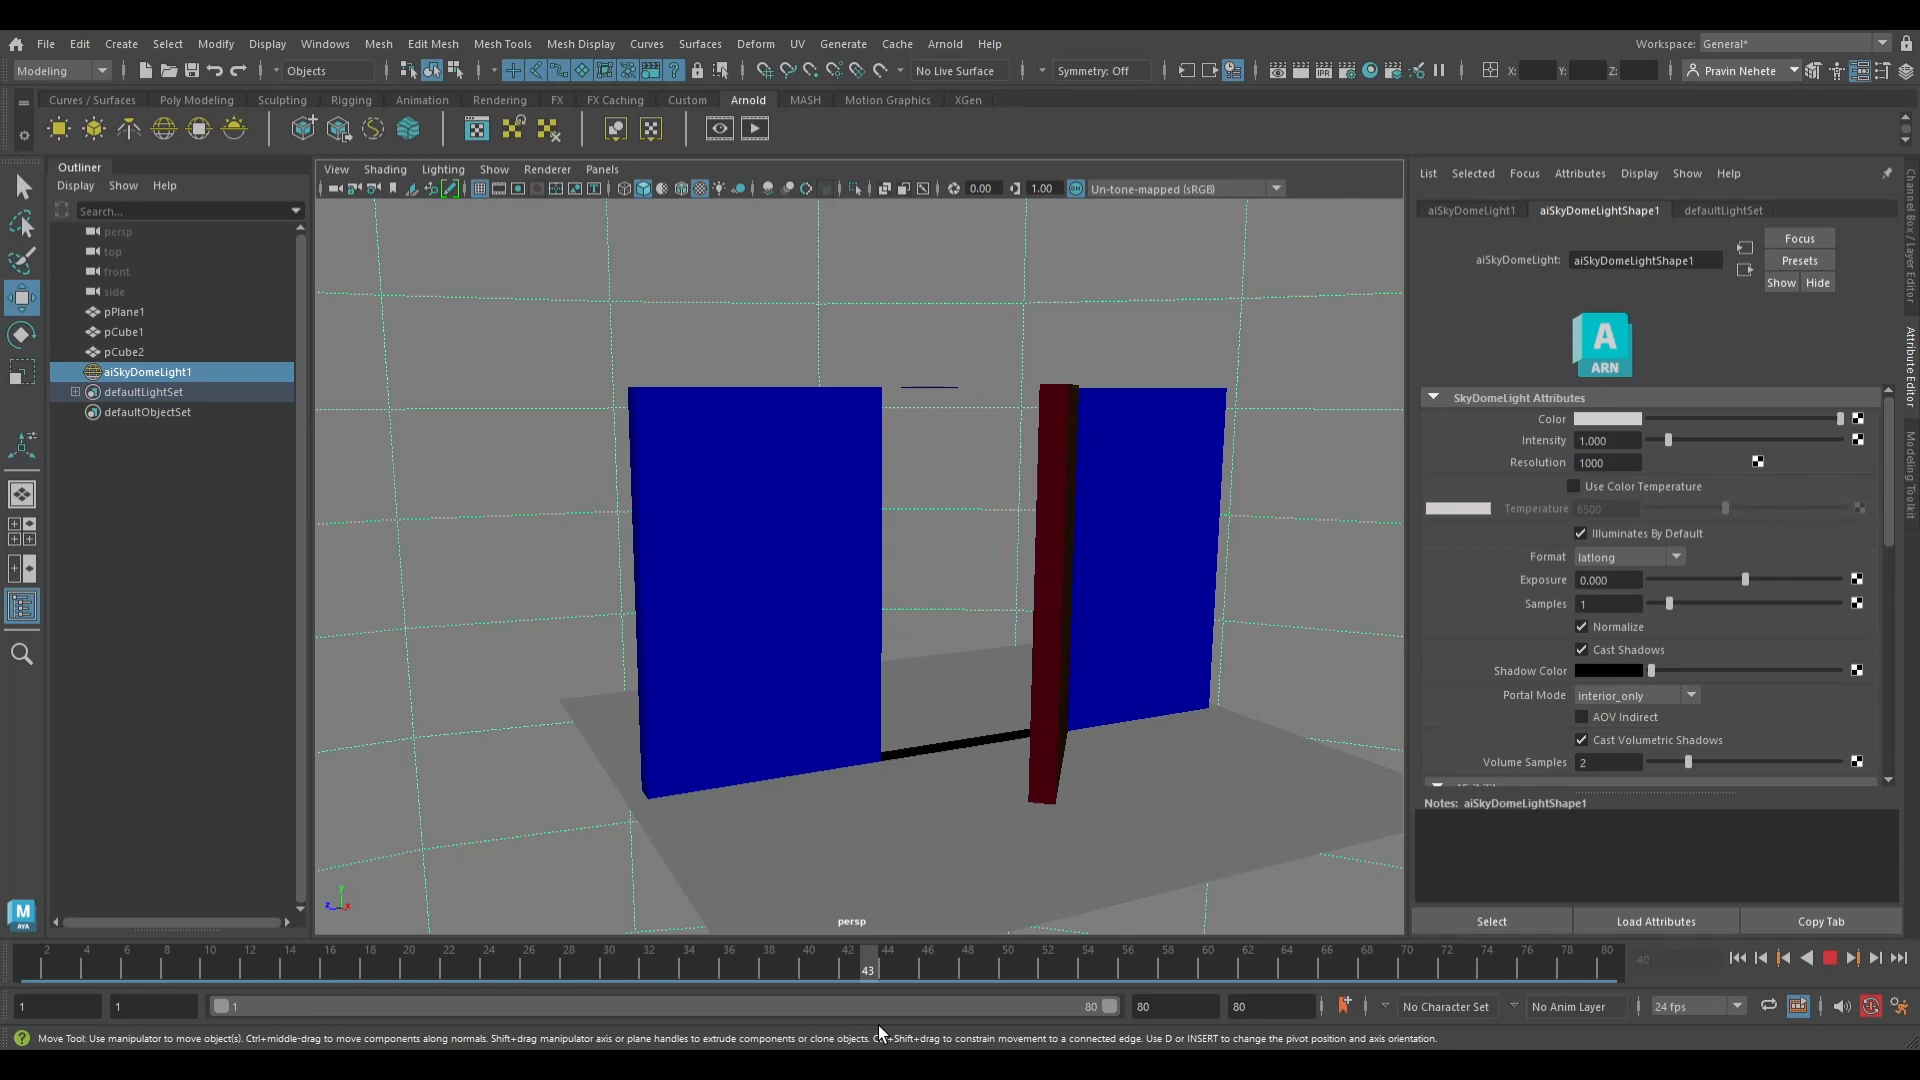 File Edit Create Select Modify Display Windows Mesh Edit Mesh Mesh Tools Mesh Display Curves Surfaces Deform UV Generate Cache Arnold Help Workspace: General*
Modeling Objects No Live Surface Symmetry: Off X: Y: Z: Pravin Nehete
Curves / Surfaces Poly Modeling Sculpting Rigging Animation Rendering FX FX Caching Custom Arnold MASH Motion Graphics XGen
Outliner
Display Show Help
Search...
persp
top
front
side
pPlane1
pCube1
pCube2
aiSkyDomeLight1
defaultLightSet
defaultObjectSet
View Shading Lighting Show Renderer Panels
0.00 1.00 Un-tone-mapped (sRGB)
persp
y
z x
List Selected Focus Attributes Display Show Help
aiSkyDomeLight1 aiSkyDomeLightShape1 defaultLightSet
Focus
aiSkyDomeLight: aiSkyDomeLightShape1 Presets
Show Hide
A
ARN
SkyDomeLight Attributes
Color
Intensity 1.000
Resolution 1000
Use Color Temperature
Temperature 6500
Illuminates By Default
Format latlong
Exposure 0.000
Samples 1
Normalize
Cast Shadows
Shadow Color
Portal Mode interior_only
AOV Indirect
Cast Volumetric Shadows
Volume Samples 2
Notes: aiSkyDomeLightShape1
Select Load Attributes Copy Tab
Channel Box / Layer Editor
Attribute Editor
Modeling Toolkit
M
AYA
2 4 6 8 10 12 14 16 18 20 22 24 26 28 30 32 34 36 38 40 42 44 46 48 50 52 54 56 58 60 62 64 66 68 70 72 74 76 78 80
43
40
1 1 1 80 80 80 No Character Set No Anim Layer 24 fps
Move Tool: Use manipulator to move object(s). Ctrl+middle-drag to move components along normals. Shift+drag manipulator axis or plane handles to extrude components or clone objects. Shift+drag to constrain movement to a connected edge. Use D or INSERT to change the pivot position and axis orientation.